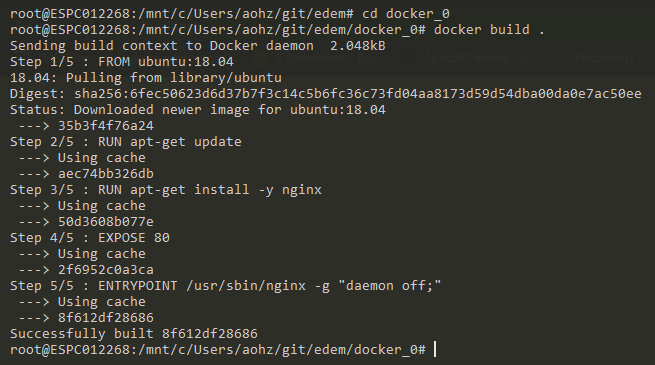 root@ESPC012268:/mnt/c/Users/aohz/git/edem# cd docker_0
root@ESPC012268:/mnt/c/Users/aohz/git/edem/docker_0# docker build .
Sending build context to Docker daemon  2.048kB
Step 1/5 : FROM ubuntu:18.04
18.04: Pulling from library/ubuntu
Digest: sha256:6fec50623d6d37b7f3c14c5b6fc36c73fd04aa8173d59d54dba00da0e7ac50ee
Status: Downloaded newer image for ubuntu:18.04
 ---> 35b3f4f76a24
Step 2/5 : RUN apt-get update
 ---> Using cache
 ---> aec74bb326db
Step 3/5 : RUN apt-get install -y nginx
 ---> Using cache
 ---> 50d3608b077e
Step 4/5 : EXPOSE 80
 ---> Using cache
 ---> 2f6952c0a3ca
Step 5/5 : ENTRYPOINT /usr/sbin/nginx -g "daemon off;"
 ---> Using cache
 ---> 8f612df28686
Successfully built 8f612df28686
root@ESPC012268:/mnt/c/Users/aohz/git/edem/docker_0#